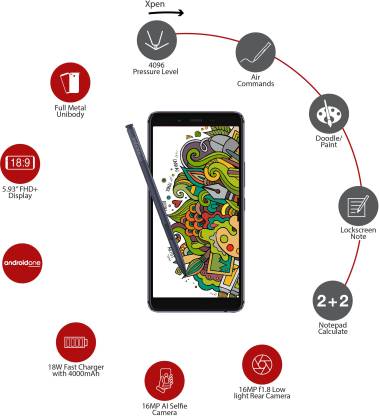 Xpen
4096
Pressure Level
Air
Commands
Full Metal
Unibody
Doodle/
Paint
18:9
5.93" FHD+
Display
Lockscreen
Note
androidone
2+2
Notepad
Calculate
18W Fast Charger
with 4000mAh
16MP AI Selfie
Camera
16MP f1.8 Low
light Rear Camera